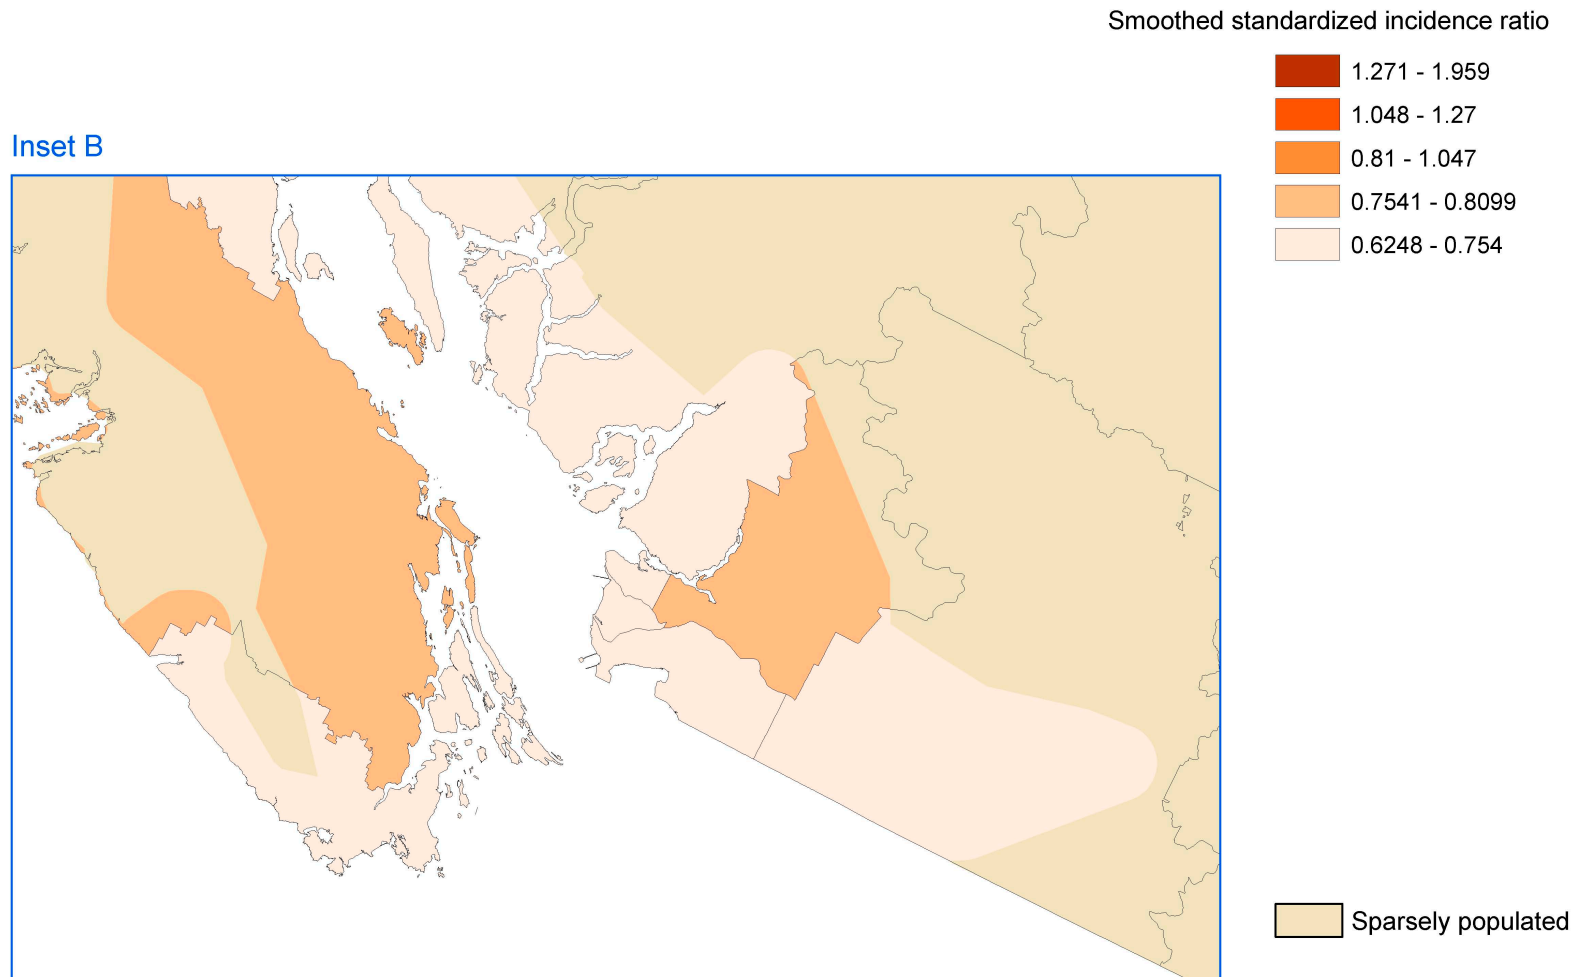 Smoothed standardized incidence ratio
1.271 - 1.959
1.048 - 1.27
0.81 - 1.047
0.7541 - 0.8099
0.6248 - 0.754
Inset B
Sparsely populated